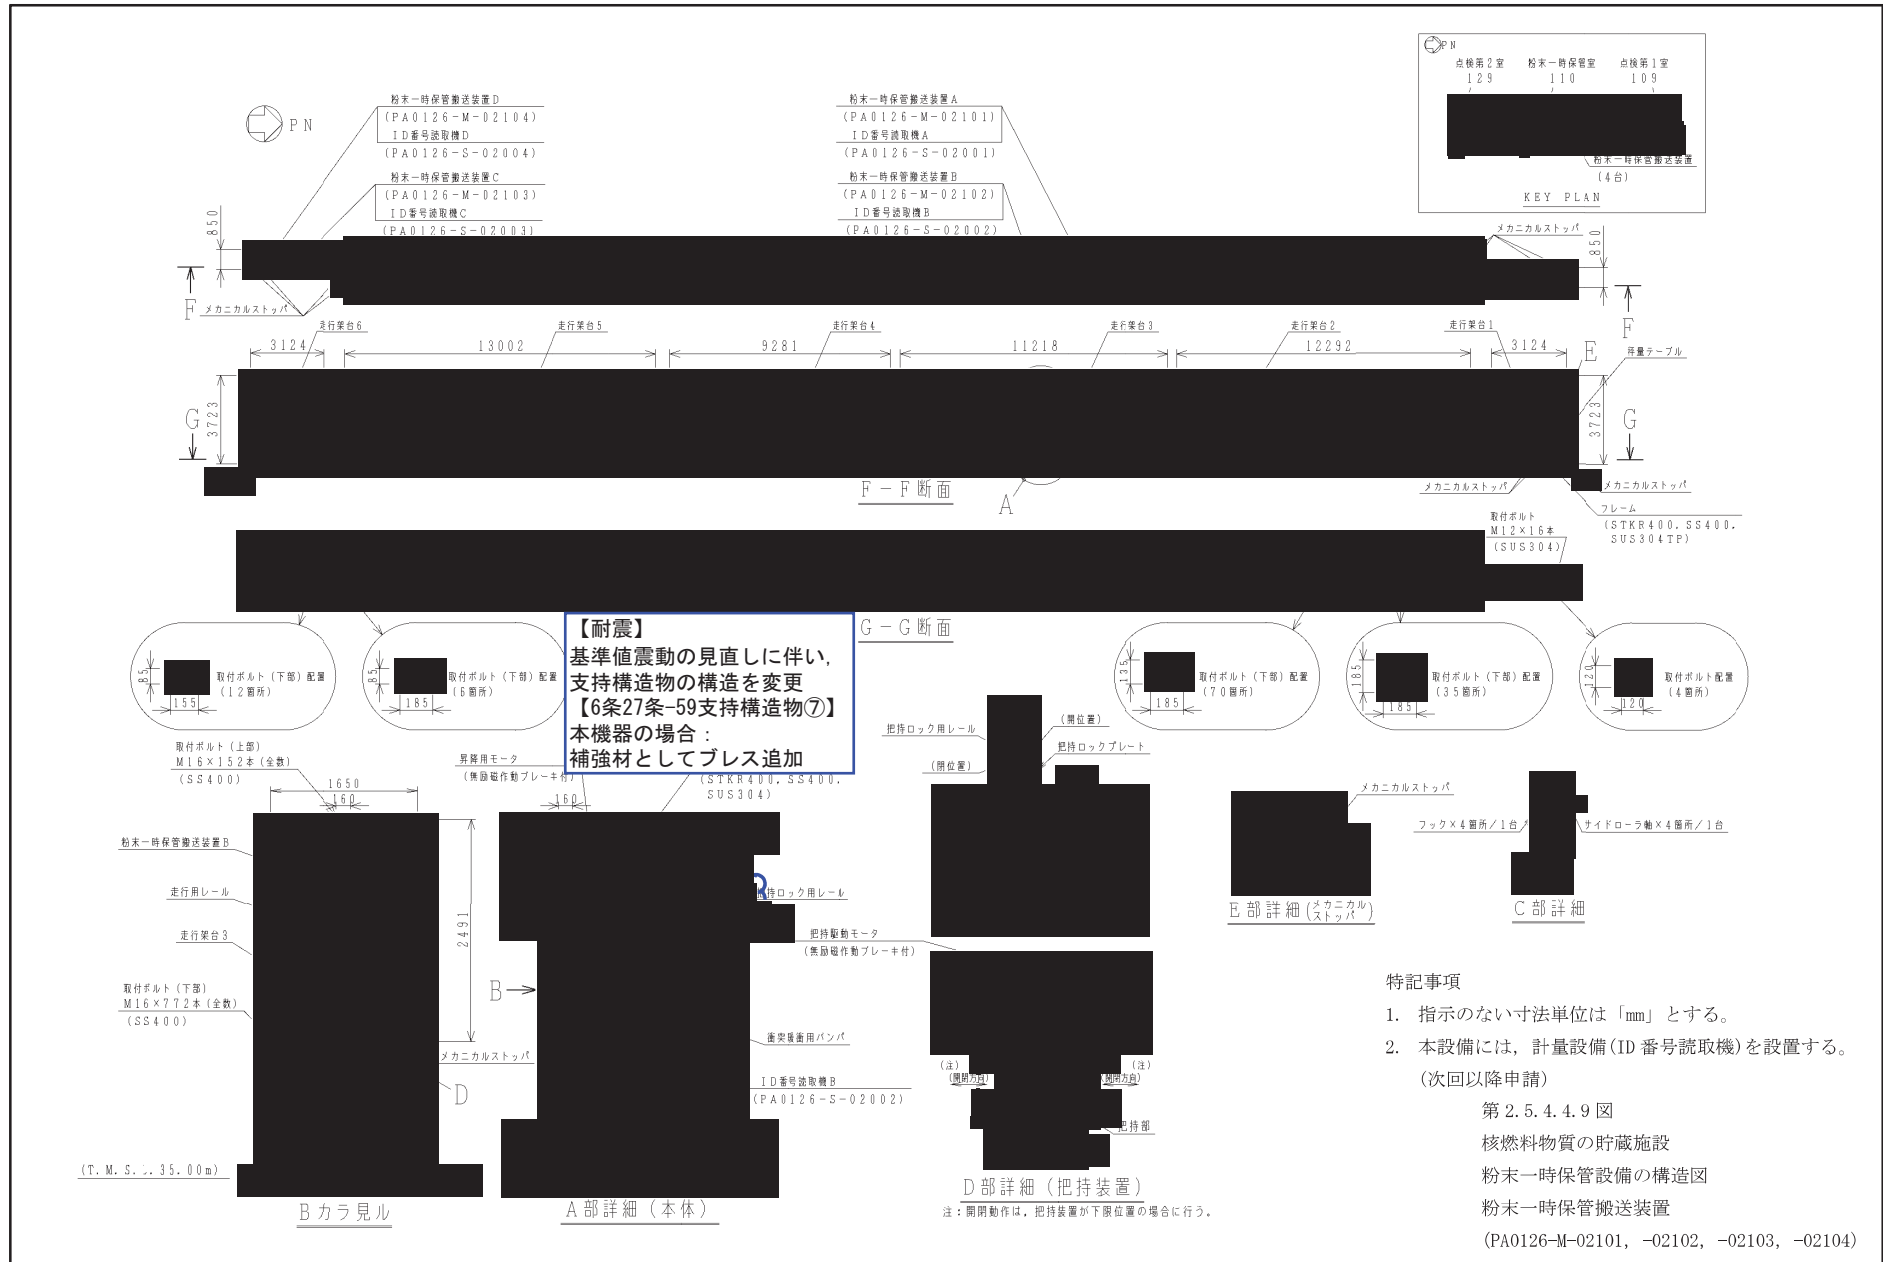 PN
点検第2室
129
粉末一時保管室
110
点検第1室
109
粉末一時保管搬送装置
(4台)
KEY PLAN
PN
粉末一時保管搬送装置D
(PA0126-M-02104)
ID番号読取機D
(PA0126-S-02004)
粉末一時保管搬送装置C
(PA0126-M-02103)
ID番号読取機C
(PA0126-S-02003)
粉末一時保管搬送装置A
(PA0126-M-02101)
ID番号読取機A
(PA0126-S-02001)
粉末一時保管搬送装置B
(PA0126-M-02102)
ID番号読取機B
(PA0126-S-02002)
850
F
メカニカルストッパ
メカニカルストッパ
850
F
走行架台6
走行架台5
走行架台4
走行架台3
走行架台2
走行架台1
3124
13002
9281
11218
12292
3124
E
秤量テーブル
G
3723
3723
G
F-F断面
A
メカニカルストッパ
メカニカルストッパ
フレーム
(STKR400, SS400,
SUS304TP)
取付ボルト
M12×16本
(SUS304)
G-G断面
85
155
取付ボルト(下部)配置
(12箇所)
85
185
取付ボルト(下部)配置
(6箇所)
【耐震】
基準値震動の見直しに伴い,
支持構造物の構造を変更
【6条27条-59支持構造物⑦】
本機器の場合:
補強材としてブレス追加
135
185
取付ボルト(下部)配置
(70箇所)
185
185
取付ボルト(下部)配置
(35箇所)
120
120
取付ボルト配置
(4箇所)
取付ボルト(上部)
M16×152本(全数)
(SS400)
1650
160
粉末一時保管搬送装置B
走行用レール
走行架台3
取付ボルト(下部)
M16×772本(全数)
(SS400)
2491
メカニカルストッパ
D
Bカラ見ル
昇降用モータ
(無励磁作動ブレーキ付)
160
(STKR400, SS400,
SUS304)
把持ロック用レール
B
衝突緩衝用バンパ
ID番号読取機B
(PA0126-S-02002)
A部詳細(本体)
把持ロック用レール
(開位置)
把持ロックプレート
(閉位置)
把持駆動モータ
(無励磁作動ブレーキ付)
(注)
(開閉方向)
(注)
(開閉方向)
把持部
D部詳細(把持装置)
注:開閉動作は,把持装置が下限位置の場合に行う。
メカニカルストッパ
E部詳細(メカニカルストッパ)
フック×4箇所/1台
サイドローラ軸×4箇所/1台
C部詳細
特記事項
1. 指示のない寸法単位は「mm」とする。
2. 本設備には,計量設備(ID番号読取機)を設置する。
(次回以降申請)
第2.5.4.4.9図
核燃料物質の貯蔵施設
粉末一時保管設備の構造図
粉末一時保管搬送装置
(PA0126-M-02101, -02102, -02103, -02104)